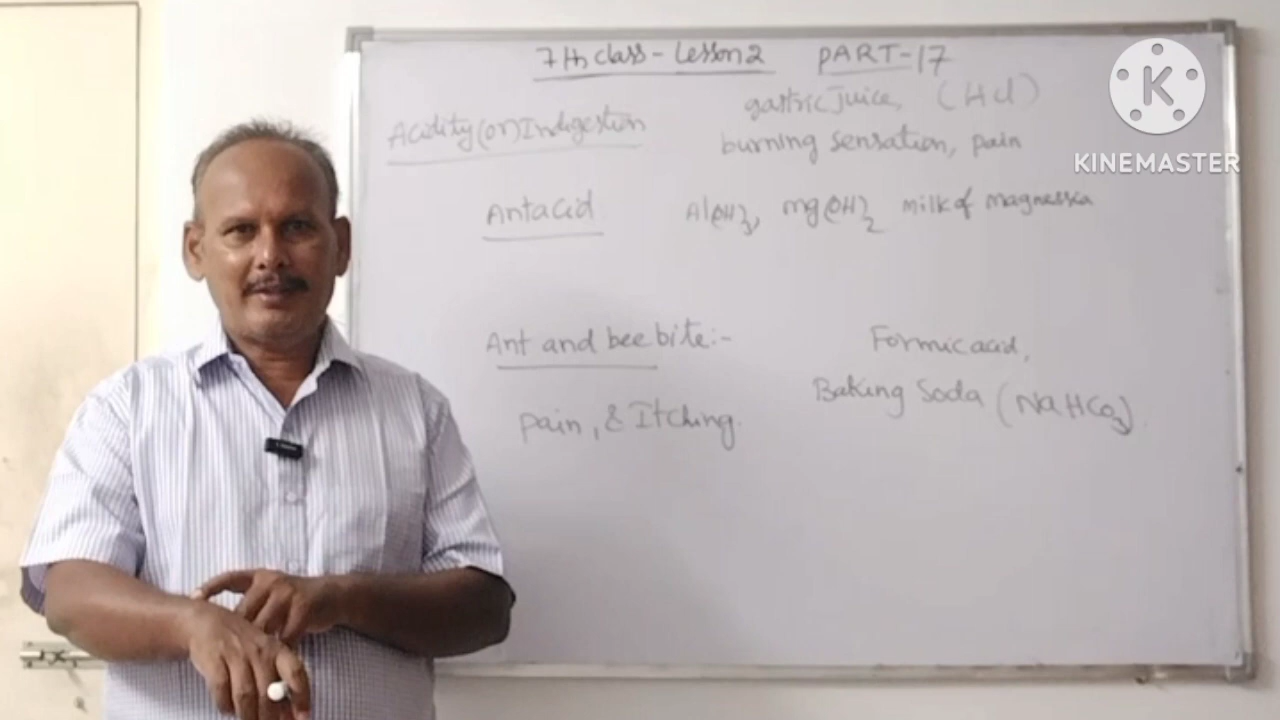 7th class - Lesson 2 PART-17
Acidity (or) Indigestion gastric juice, (HCl)
burning sensation, pain
Antacid Al(OH)3, mg(OH)2 milk of magnessia
Ant and bee bite:- Formic acid,
Baking Soda (NaHCO3)
pain, & Itching.
K
KINEMASTER